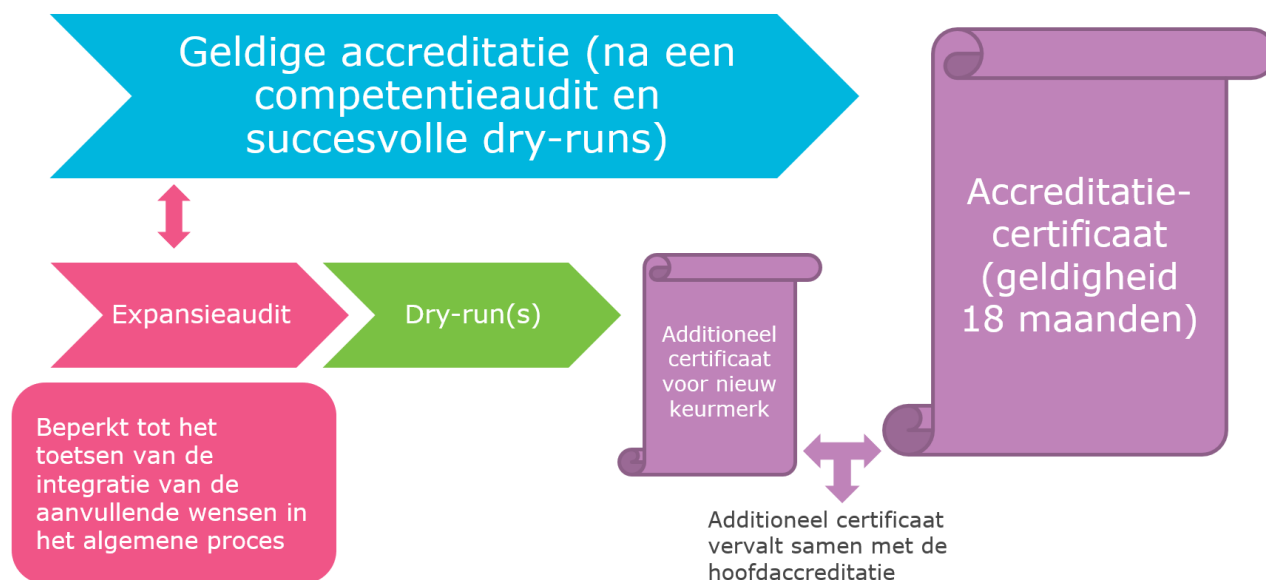 Geldige accreditatie (na een
competentieaudit en
succesvolle dry-runs)
Accreditatie-
certificaat
(geldigheid
18 maanden)
Expansieaudit
Dry-run(s)
Additioneel
certificaat
voor nieuw
keurmerk
Beperkt tot het
toetsen van de
integratie van de
aanvullende wensen in
het algemene proces
Additioneel certificaat
vervalt samen met de
hoofdaccreditatie